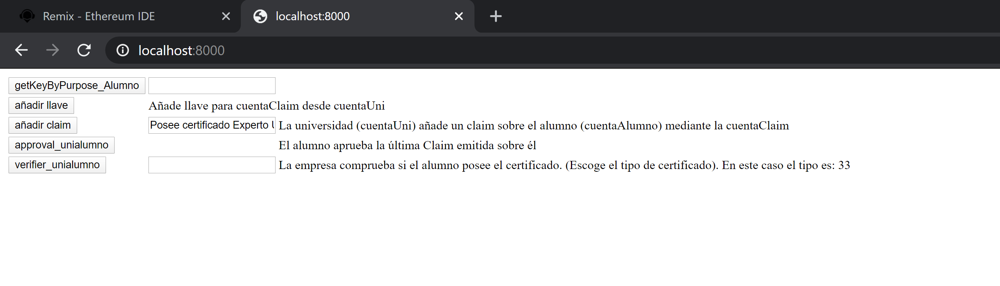 Remix - Ethereum IDE localhost:8000
localhost:8000
getKeyByPurpose_Alumno
añadir llave Añade llave para cuentaClaim desde cuentaUni
añadir claim Posee certificado Experto La universidad (cuentaUni) añade un claim sobre el alumno (cuentaAlumno) mediante la cuentaClaim
approval_unialumno El alumno aprueba la última Claim emitida sobre él
verifier_unialumno La empresa comprueba si el alumno posee el certificado. (Escoge el tipo de certificado). En este caso el tipo es: 33